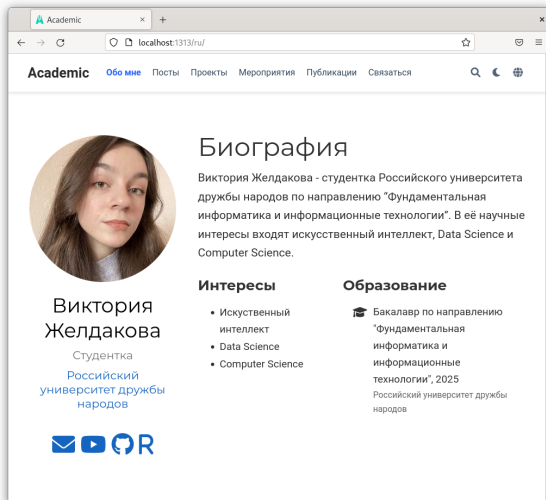 Academic
localhost:1313/ru/
Academic Обо мне Посты Проекты Мероприятия Публикации Связаться
Биография
Виктория Желдакова - студентка Российского университета
дружбы народов по направлению "Фундаментальная
информатика и информационные технологии". В её научные
интересы входят искусственный интеллект, Data Science и
Computer Science.
Виктория
Желдакова
Студентка
Российский
университет дружбы
народов
Интересы
Искуственный
интеллект
Data Science
Computer Science
Образование
Бакалавр по направлению
"Фундаментальная
информатика и
информационные
технологии", 2025
Российский университет дружбы
народов